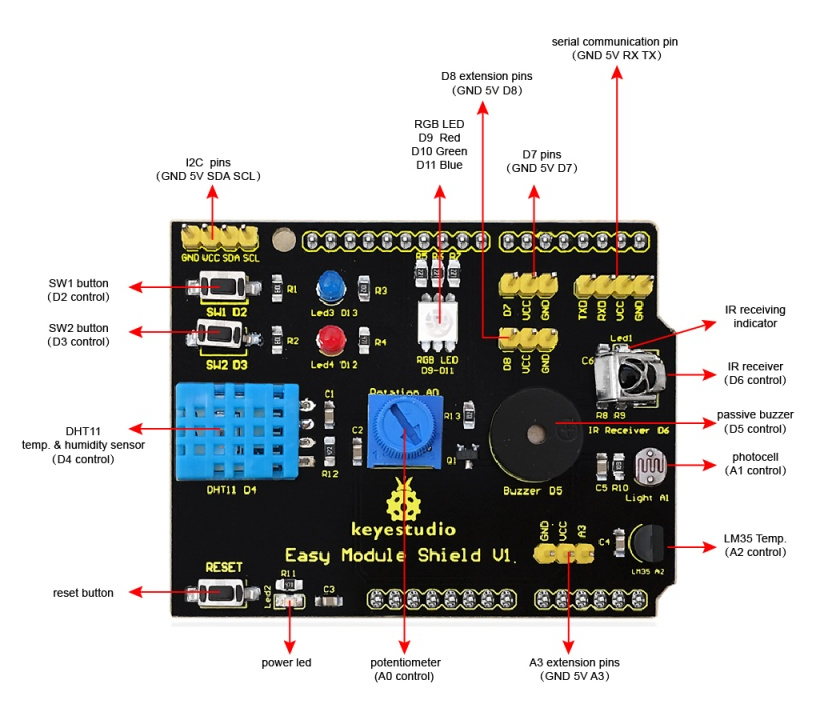 serial communication pin
(GND 5V RX TX)
D8 extension pins
(GND 5V D8)
RGB LED
D9 Red
D10 Green
D11 Blue
D7 pins
(GND 5V D7)
I2C pins
(GND 5V SDA SCL)
GND VCC SDA SCL
R5 R6 R7
SW1 button
(D2 control)
SW1 D2
R1
Led3 D13
R3
D7 VCC GND
TXD RXD VCC GND
SW2 button
(D3 control)
SW2 D3
R2
Led4 D12
R4
RGB LED
D9-D11
D8 VCC GND
Led1
C6
IR receiving
indicator
IR receiver
(D6 control)
R8 R9
IR Receiver D6
DHT11
temp. & humidity sensor
(D4 control)
DHT11 D4
C1
R12
Rotation A0
C2
R13
Q1
Buzzer D5
passive buzzer
(D5 control)
photocell
(A1 control)
C5 R10
Light A1
keyestudio
Easy Module Shield V1.
GND VCC A3
C4
LM35 A2
LM35 Temp.
(A2 control)
reset button
RESET
Led2
R11
C3
power led
potentiometer
(A0 control)
A3 extension pins
(GND 5V A3)